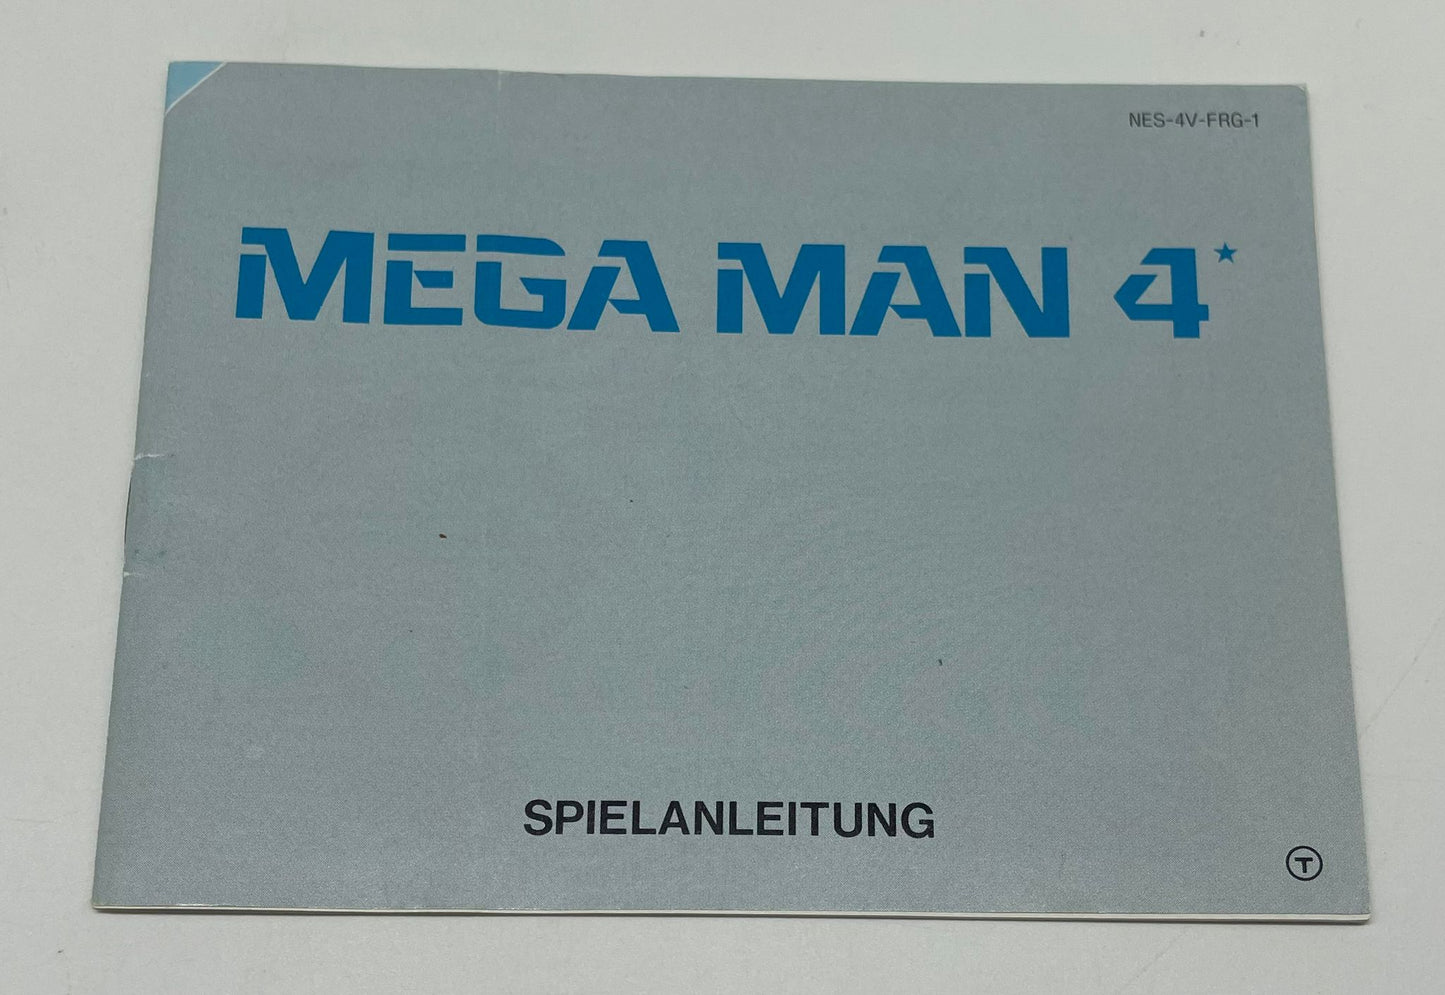 NES-4V-FRG-1
MEGA MAN 4★
SPIELANLEITUNG
T